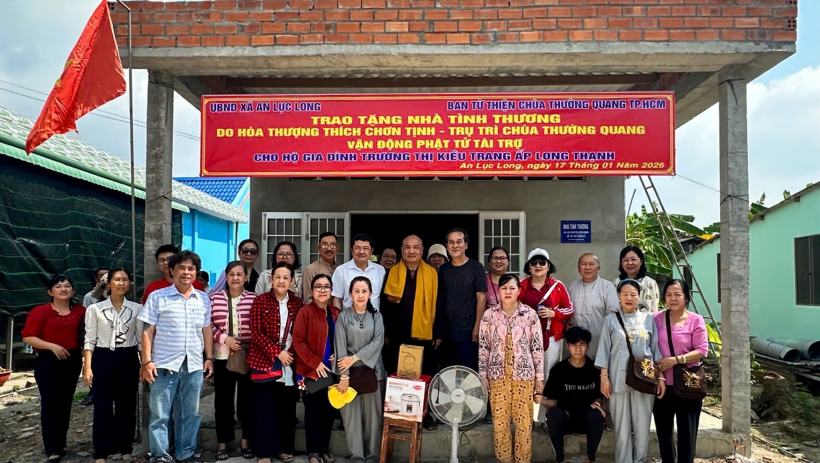 UBND XÃ AN LỤC LONG
BAN TỪ THIỆN CHÙA THƯỜNG QUANG TP.HCM
TRAO TẶNG NHÀ TÌNH THƯƠNG
DO HÒA THƯỢNG THÍCH CHƠN TỊNH - TRỤ TRÌ CHÙA THƯỜNG QUANG
VẬN ĐỘNG PHẬT TỬ TÀI TRỢ
CHO HỘ GIA ĐÌNH TRƯƠNG THỊ KIỀU TRANG ẤP LONG THẠNH
An Lục Long, ngày 17 Tháng 01 Năm 2026
NHÀ TÌNH THƯƠNG